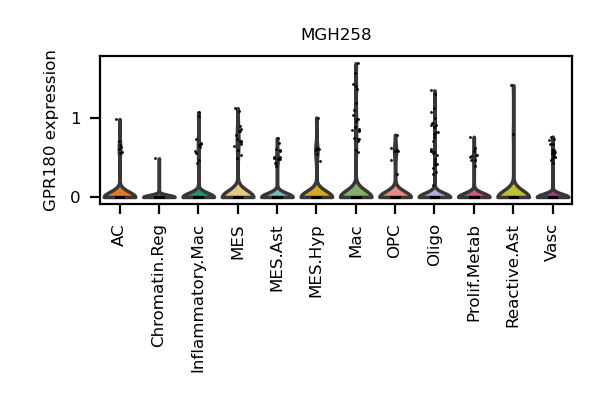 MGH258
GPR180 expression
1
0
AC
Chromatin.Reg
Inflammatory.Mac
MES
MES.Ast
MES.Hyp
Mac
OPC
Oligo
Prolif.Metab
Reactive.Ast
Vasc